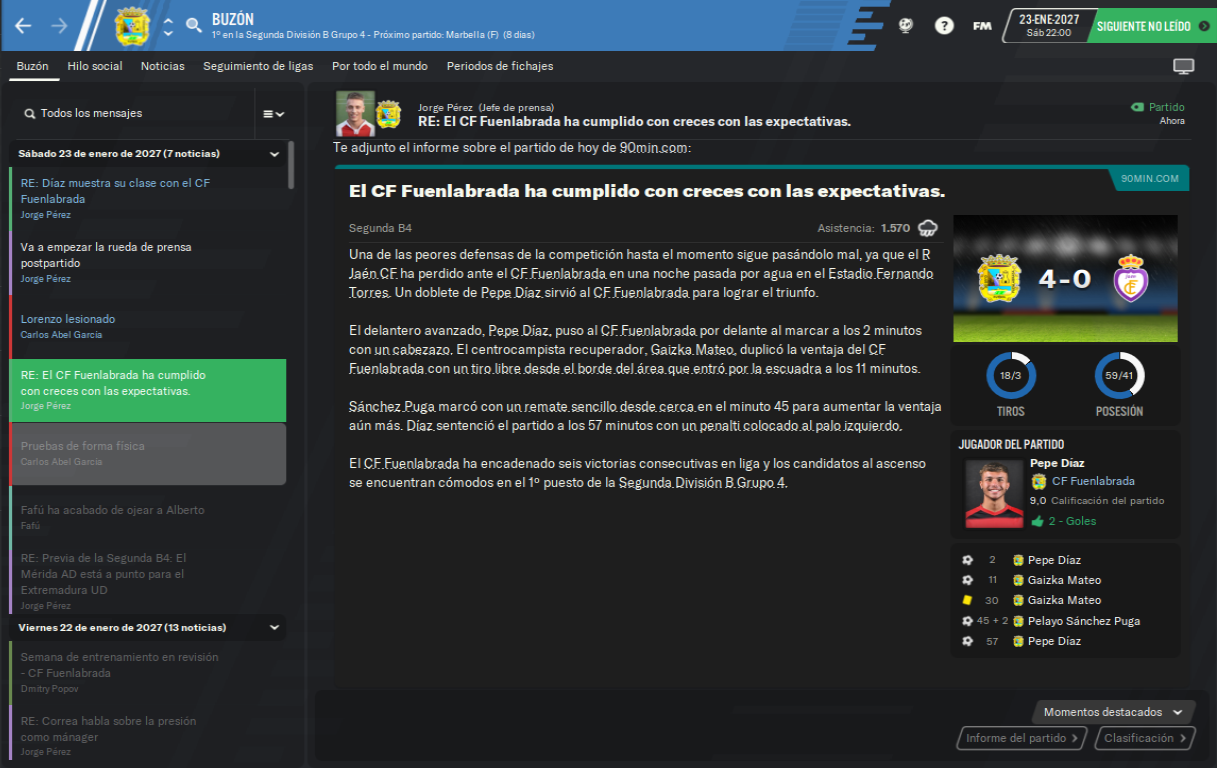 BUZÓN
1º en la Segunda División B Grupo 4 - Próximo partido: Marbella (F) (8 días)
FM
23-ENE-2027
Sáb 22:00
SIGUIENTE NO LEÍDO
Buzón
Hilo social
Noticias
Seguimiento de ligas
Por todo el mundo
Periodos de fichajes
Todos los mensajes
Sábado 23 de enero de 2027 (7 noticias)
RE: Díaz muestra su clase con el CF
Fuenlabrada
Jorge Pérez
Va a empezar la rueda de prensa
postpartido
Jorge Pérez
Lorenzo lesionado
Carlos Abel García
RE: El CF Fuenlabrada ha cumplido
con creces con las expectativas.
Jorge Pérez
Pruebas de forma física
Carlos Abel García
Fafú ha acabado de ojear a Alberto
Fafú
RE: Previa de la Segunda B4: El
Mérida AD está a punto para el
Extremadura UD
Jorge Pérez
Viernes 22 de enero de 2027 (13 noticias)
Semana de entrenamiento en revisión
- CF Fuenlabrada
Dmitry Popov
RE: Correa habla sobre la presión
como mánager
Jorge Pérez
Jorge Pérez (Jefe de prensa)
RE: El CF Fuenlabrada ha cumplido con creces con las expectativas.
Partido
Ahora
Te adjunto el informe sobre el partido de hoy de 90min.com:
90MIN.COM
El CF Fuenlabrada ha cumplido con creces con las expectativas.
Segunda B4
Asistencia: 1.570
Una de las peores defensas de la competición hasta el momento sigue pasándolo mal, ya que el R
Jaén CF ha perdido ante el CF Fuenlabrada en una noche pasada por agua en el Estadio Fernando
Torres. Un doblete de Pepe Díaz sirvió al CF Fuenlabrada para lograr el triunfo.
El delantero avanzado, Pepe Díaz, puso al CF Fuenlabrada por delante al marcar a los 2 minutos
con un cabezazo. El centrocampista recuperador, Gaizka Mateo, duplicó la ventaja del CF
Fuenlabrada con un tiro libre desde el borde del área que entró por la escuadra a los 11 minutos.
Sánchez Puga marcó con un remate sencillo desde cerca en el minuto 45 para aumentar la ventaja
aún más. Díaz sentenció el partido a los 57 minutos con un penalti colocado al palo izquierdo.
El CF Fuenlabrada ha encadenado seis victorias consecutivas en liga y los candidatos al ascenso
se encuentran cómodos en el 1º puesto de la Segunda División B Grupo 4.
4-0
18/3
TIROS
59/41
POSESIÓN
JUGADOR DEL PARTIDO
Pepe Díaz
CF Fuenlabrada
9,0 Calificación del partido
2 - Goles
2 Pepe Díaz
11 Gaizka Mateo
30 Gaizka Mateo
45 + 2 Pelayo Sánchez Puga
57 Pepe Díaz
Momentos destacados
Informe del partido
Clasificación